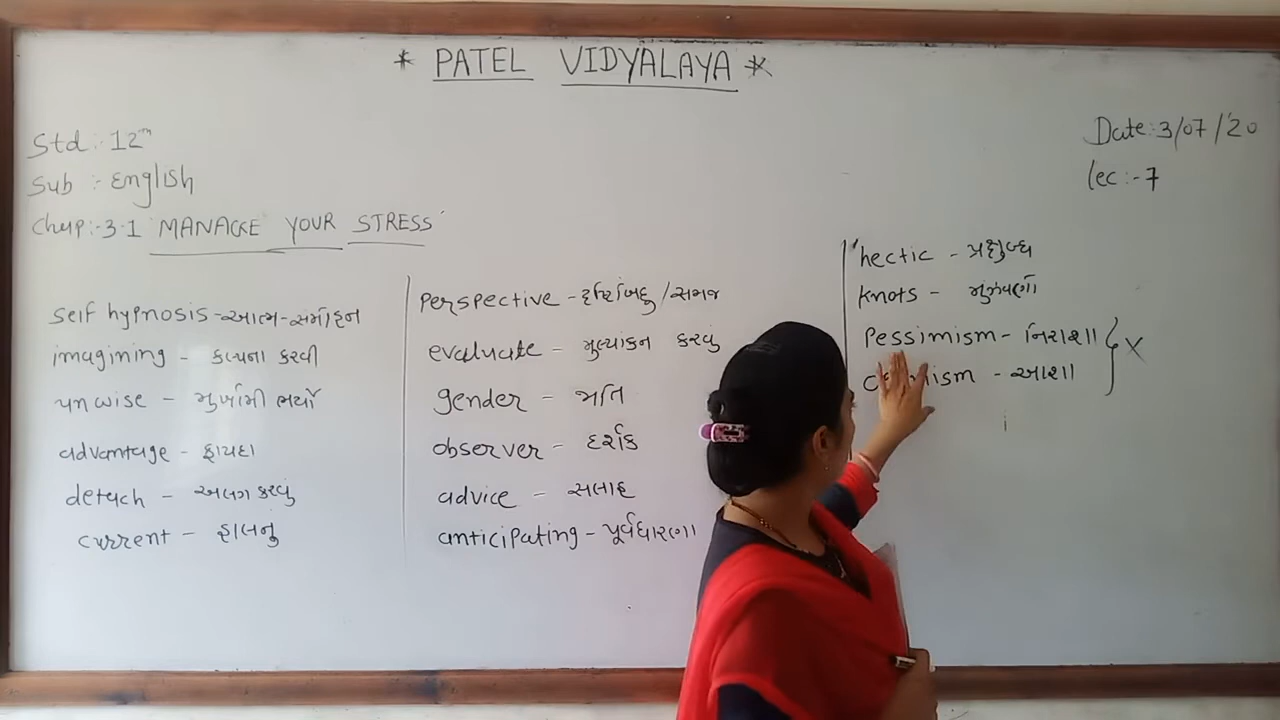 * PATEL VIDYALAYA *
Std :- 12th
Sub :- English
Chap:-3.1 MANAGE YOUR STRESS
Date:3/07/'20
lec:-7
self hypnosis-આત્મ-સંમોહન
imagining - કલ્પના કરવી
unwise - મુર્ખામી ભર્યો
advantage - ફાયદા
detach - અલગ કરવું
current - હાલનું
perspective - દ્રષ્ટિબિંદુ/સમજ
evaluate - મુલ્યાંકન કરવું
gender - જાતિ
observer - દર્શક
advice - સલાહ
anticipating - પૂર્વધારણા
hectic - પ્રક્ષુબ્ધ
knots - મુઝવણો
Pessimism - નિરાશા
- આશા
X